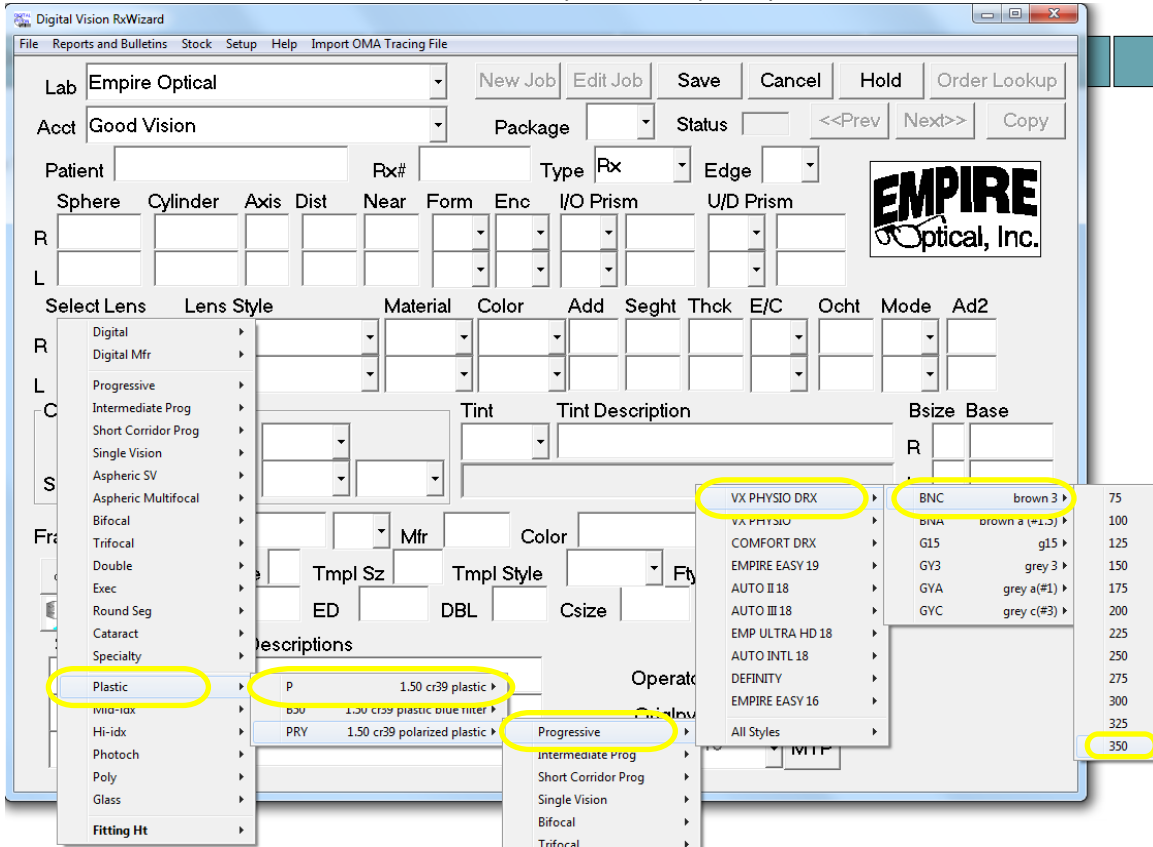 Digital Vision RxWizard
File Reports and Bulletins Stock Setup Help Import OMA Tracing File
Lab Empire Optical New Job Edit Job Save Cancel Hold Order Lookup
Acct Good Vision Package Status <<Prev Next>> Copy
Patient Rx# Type Rx Edge
EMPIRE
Optical, Inc.
Sphere Cylinder Axis Dist Near Form Enc I/O Prism U/D Prism
R
L
Select Lens Lens Style Material Color Add Seght Thck E/C Ocht Mode Ad2
R
L
Tint Tint Description Bsize Base
R
S
Mfr Color
Tmpl Sz Tmpl Style
ED DBL Csize
Descriptions
MTP
Digital
Digital Mfr
Progressive
Intermediate Prog
Short Corridor Prog
Single Vision
Aspheric SV
Aspheric Multifocal
Bifocal
Trifocal
Double
Exec
Round Seg
Cataract
Specialty
Plastic
Mid-idx
Hi-idx
Photoch
Poly
Glass
Fitting Ht
P 1.50 cr39 plastic
B50 1.50 cr39 plastic blue filter
PRY 1.50 cr39 polarized plastic
Progressive
Intermediate Prog
Short Corridor Prog
Single Vision
Bifocal
Trifocal
VX PHYSIO DRX
VX PHYSIO
COMFORT DRX
EMPIRE EASY 19
AUTO II 18
AUTO III 18
EMP ULTRA HD 18
AUTO INTL 18
DEFINITY
EMPIRE EASY 16
All Styles
BNC brown 3
BNA brown a (#1.5)
G15 g15
GY3 grey 3
GYA grey a(#1)
GYC grey c(#3)
75
100
125
150
175
200
225
250
275
300
325
350